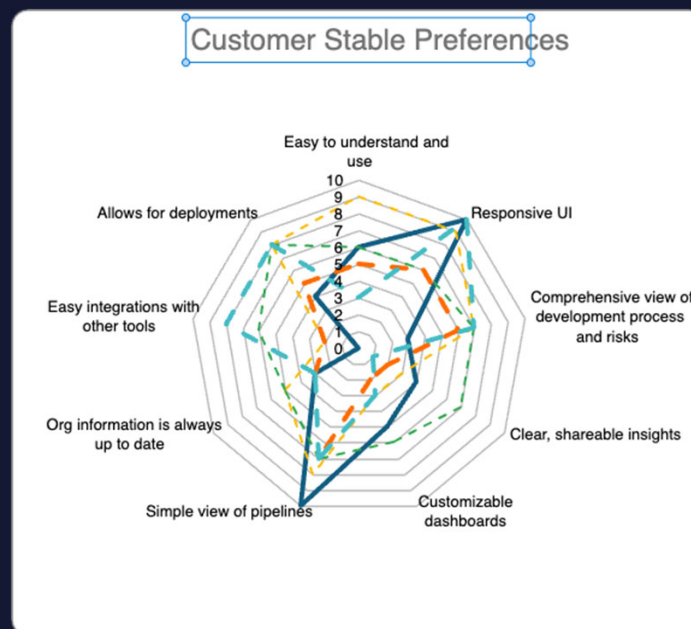 Customer Stable Preferences
Easy to understand and
use
10
9
8
7
6
5
4
3
2
1
0
Allows for deployments
Responsive UI
Easy integrations with
other tools
Comprehensive view of
development process
and risks
Org information is always
up to date
Clear, shareable insights
Simple view of pipelines
Customizable
dashboards